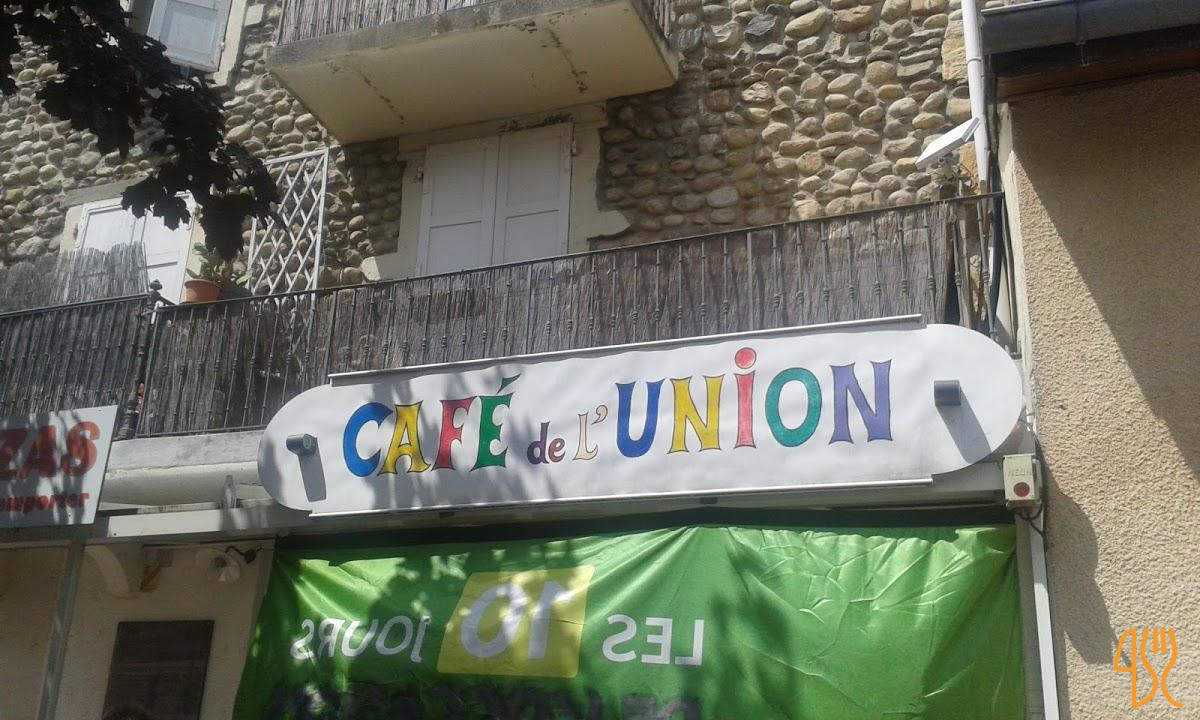 CAFÉ de L'UNiON
ZAS
emporter
LES 10 JOURS